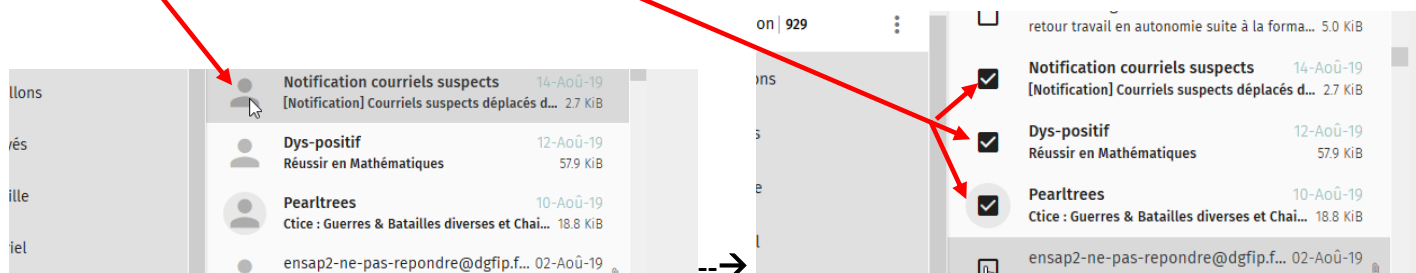 llons
vés
ille
iel
Notification courriels suspects 14-Aoû-19
[Notification] Courriels suspects déplacés d... 2.7 KiB
Dys-positif 12-Aoû-19
Réussir en Mathématiques 57.9 KiB
Pearltrees 10-Aoû-19
Ctice : Guerres & Batailles diverses et Chai... 18.8 KiB
ensap2-ne-pas-repondre@dgfip.f... 02-Aoû-19
--→
on | 929
ons
s
e
l
retour travail en autonomie suite à la forma... 5.0 KiB
Notification courriels suspects 14-Aoû-19
[Notification] Courriels suspects déplacés d... 2.7 KiB
Dys-positif 12-Aoû-19
Réussir en Mathématiques 57.9 KiB
Pearltrees 10-Aoû-19
Ctice : Guerres & Batailles diverses et Chai... 18.8 KiB
ensap2-ne-pas-repondre@dgfip.f... 02-Aoû-19